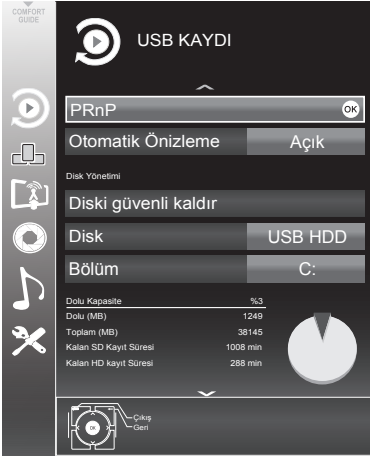 COMFORT
GUIDE
USB KAYDI
PRnP OK
Otomatik Önizleme Açık
Disk Yönetimi
Diski güvenli kaldır
Disk USB HDD
Bölüm C:
Dolu Kapasite %3
Dolu (MB) 1249
Toplam (MB) 38145
Kalan SD Kayıt Süresi 1008 min
Kalan HD kayıt Süresi 288 min
OK
Çıkış
Geri